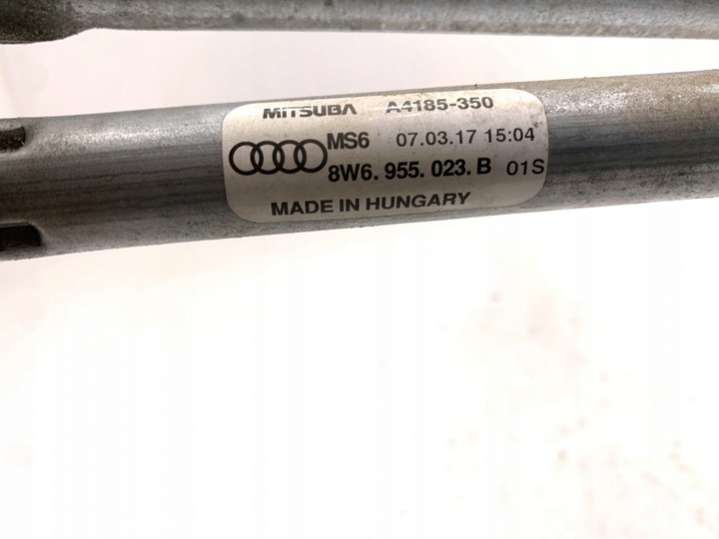 MITSUBA A4185-350
MS6 07.03.17 15:04
8W6. 955. 023. B 01S
MADE IN HUNGARY